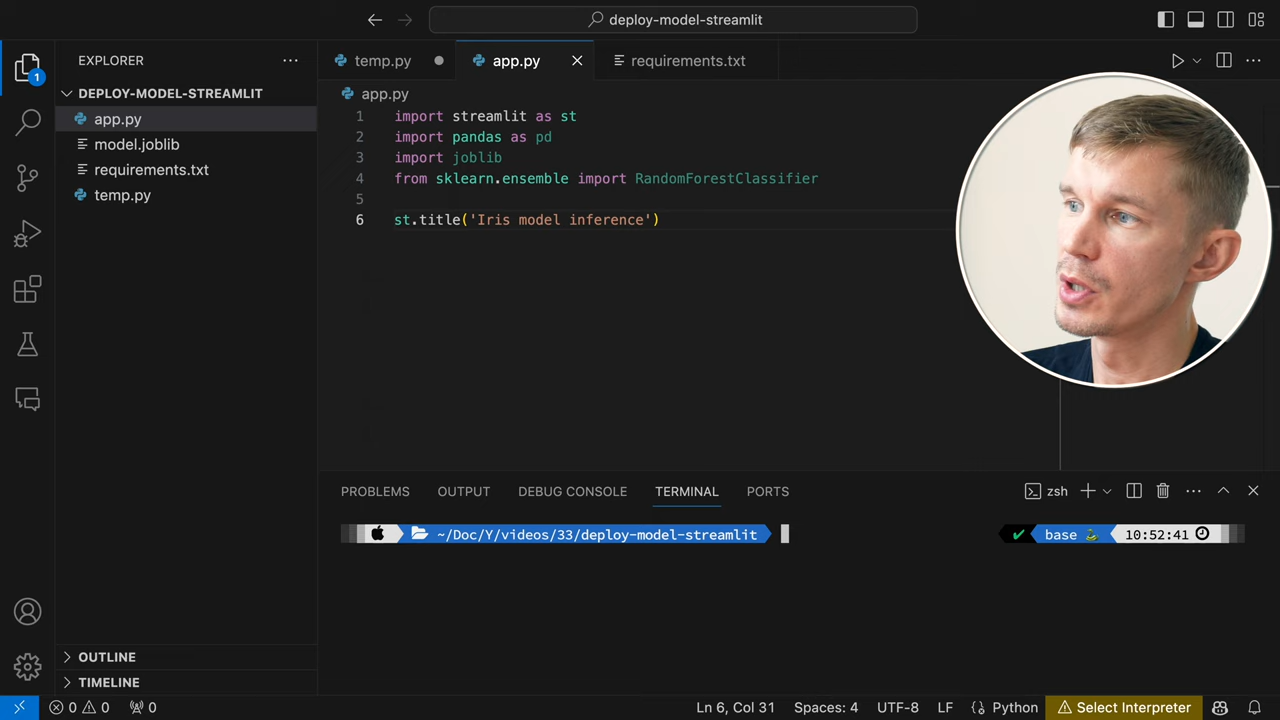 deploy-model-streamlit
EXPLORER
temp.py
app.py
requirements.txt
1
DEPLOY-MODEL-STREAMLIT
app.py
model.joblib
requirements.txt
temp.py
app.py
1 import streamlit as st
2 import pandas as pd
3 import joblib
4 from sklearn.ensemble import RandomForestClassifier
5
6 st.title('Iris model inference')
PROBLEMS OUTPUT DEBUG CONSOLE TERMINAL PORTS
zsh
~/Doc/Y/videos/33/deploy-model-streamlit
base 10:52:41
OUTLINE
TIMELINE
0 0 0
Ln 6, Col 31 Spaces: 4 UTF-8 LF Python Select Interpreter